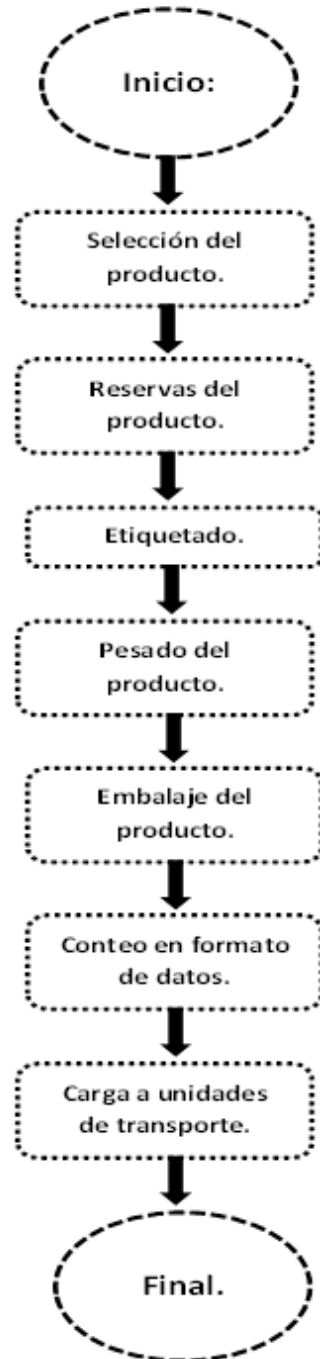 Inicio:
Selección del
producto.
Reservas del
producto.
Etiquetado.
Pesado del
producto.
Embalaje del
producto.
Conteo en formato
de datos.
Carga a unidades
de transporte.
Final.